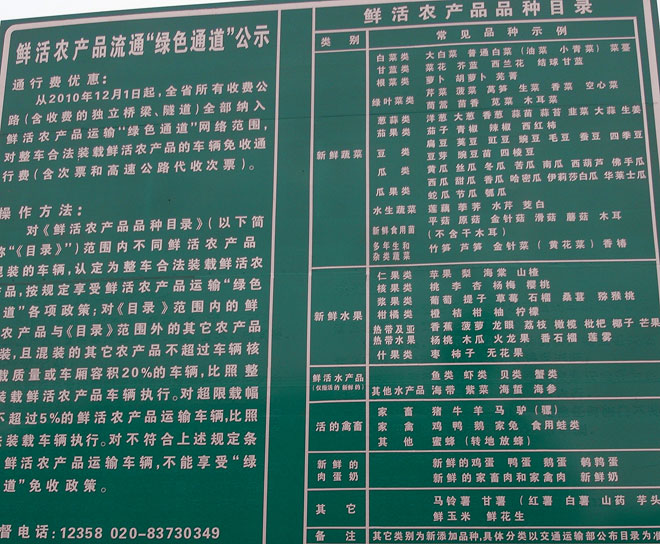 鲜活农产品流通“绿色通道”公示
通行费优惠：
从2010年12月1日起，全省所有收费公
路（含收费的独立桥梁、隧道）全部纳入
鲜活农产品运输“绿色通道”网络范围，
对整车合法装载鲜活农产品的车辆免收通
行费（含次票和高速公路代收次票）。
操作方法：
对《鲜活农产品品种目录》（以下简
称“《目录》”）范围内不同鲜活农产品
混装的车辆，认定为整车合法装载鲜活农
产品，按规定享受鲜活农产品运输“绿色
通道”各项政策；对《目录》范围内的鲜
农产品与《目录》范围外的其它农产品
装，且混装的其它农产品不超过车辆核
载质量或车厢容积20%的车辆，比照整
装鲜活农产品车辆执行。对超限载幅
不超过5%的鲜活农产品运输车辆，比照
装载车辆执行。对不符合上述规定条
鲜活农产品运输车辆，不能享受“绿
道”免收政策。
督电话：12358 020-83730349
鲜活农产品品种目录
类别 常见品种示例
新鲜蔬菜
白菜类 大白菜 普通白菜（油菜 小青菜） 菜薹
甘蓝类 菜花 芥蓝 西兰花 结球甘蓝
根菜类 萝卜 胡萝卜 芜菁
绿叶菜类 芹菜 菠菜 莴笋 生菜 香菜 空心菜
茼蒿 茴香 苋菜 木耳菜
葱蒜类 洋葱 大葱 香葱 蒜苗 蒜苔 韭菜 大蒜 生姜
茄果类 茄子 青椒 辣椒 西红柿
豆类 扁豆 荚豆 豇豆 豌豆 毛豆 蚕豆 四季豆
豆芽 豌豆苗 四棱豆
瓜类 黄瓜 丝瓜 冬瓜 苦瓜 南瓜 西葫芦 佛手瓜
瓜果类 西瓜 甜瓜 香瓜 哈密瓜 伊莉莎白瓜 华莱士瓜
蛇瓜 节瓜 瓠瓜
水生蔬菜 莲藕 荸荠 水芹 茭白
新鲜食用菌 平菇 原菇 金针菇 滑菇 蘑菇 木耳
（不含干木耳）
多年生和
杂类蔬菜 竹笋 芦笋 金针菜（黄花菜） 香椿
新鲜水果
仁果类 苹果 梨 海棠 山楂
核果类 桃 李 杏 杨梅 樱桃
浆果类 葡萄 提子 草莓 石榴 桑葚 猕猴桃
柑橘类 橙 桔 柑 柚 柠檬
热带及亚
热带水果 香蕉 菠萝 龙眼 荔枝 橄榄 枇杷 椰子 芒果
杨桃 木瓜 火龙果 番石榴 莲雾
什果类 枣 柿子 无花果
鲜活水产品
（仅指活的 新鲜的） 鱼类 虾类 贝类 蟹类
其他水产品 海带 紫菜 海蜇 海参
活的禽畜
家畜 猪 牛 羊 马 驴（骡）
家禽 鸡 鸭 鹅 家兔 食用蛙类
其他 蜜蜂（转地放蜂）
新鲜的
肉蛋奶
新鲜的鸡蛋 鸭蛋 鹅蛋 鹌鹑蛋
新鲜的家畜肉和家禽肉 新鲜奶
其它
马铃薯 甘薯（红薯 白薯 山药 芋头
鲜玉米 鲜花生
备注 其它类别为新添加品种，具体分类以交通运输部公布目录为准